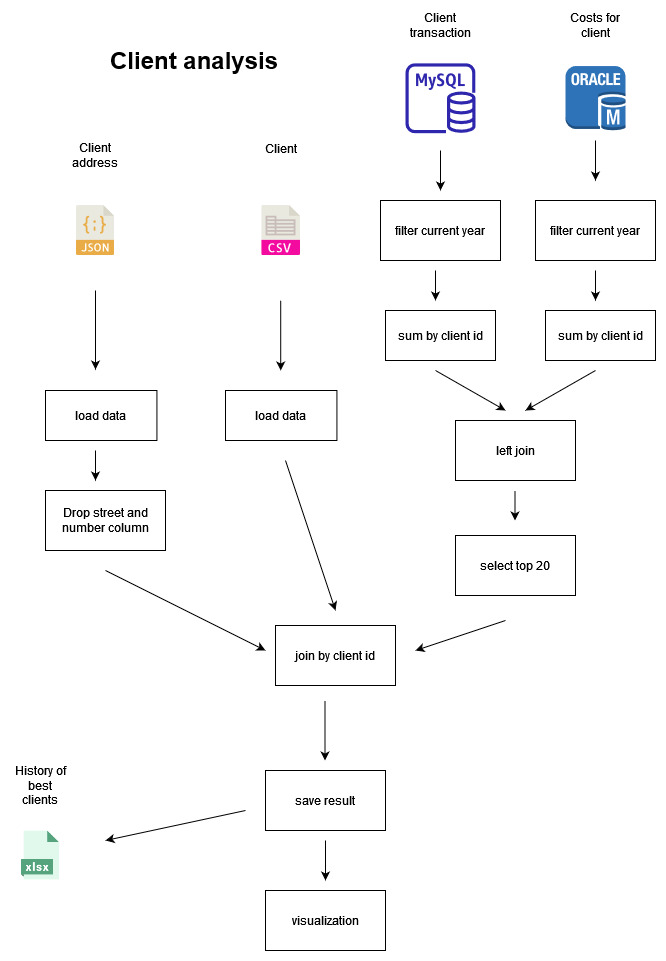 Client
transaction
Costs for
client
Client analysis
MySQL
ORACLE
M
Client
address
Client
{;}
JSON
CSV
filter current year
filter current year
sum by client id
sum by client id
load data
load data
left join
Drop street and
number column
select top 20
join by client id
History of
best
clients
save result
xlsx
visualization